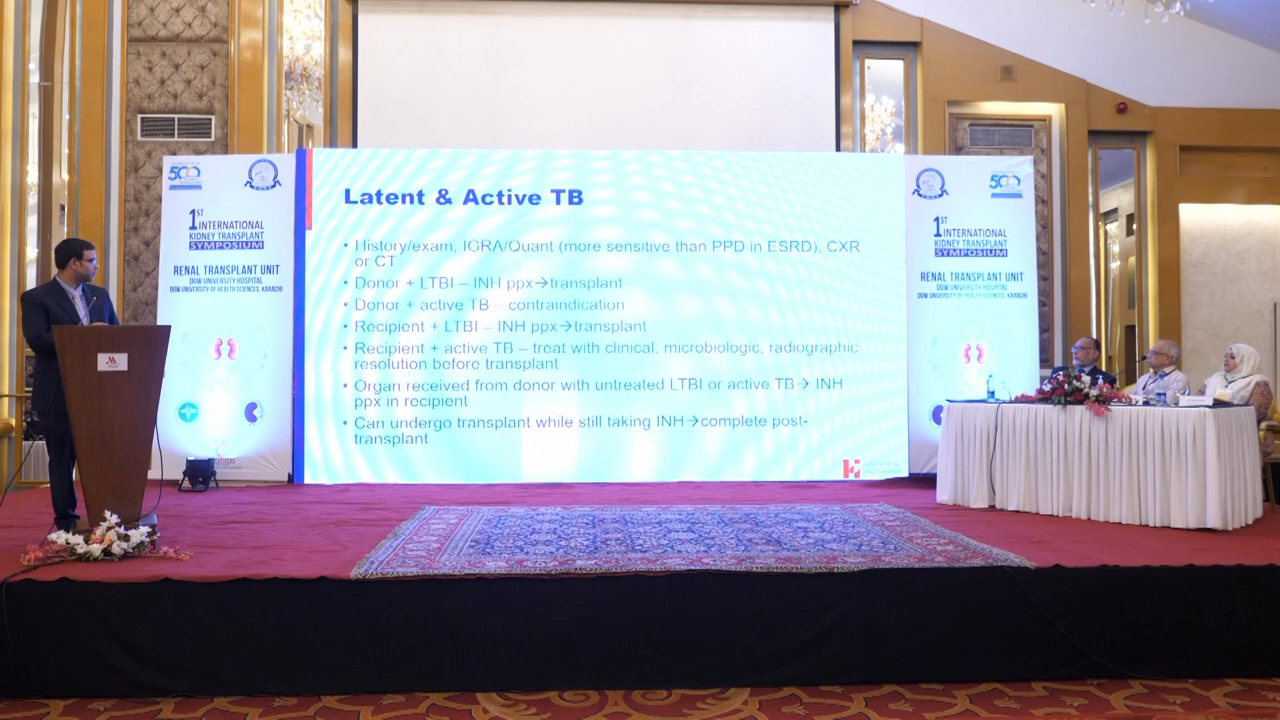 500
1ST
INTERNATIONAL
KIDNEY TRANSPLANT
SYMPOSIUM
RENAL TRANSPLANT UNIT
DOW UNIVERSITY HOSPITAL
DOW UNIVERSITY OF HEALTH SCIENCES, KARACHI
Latent & Active TB
• History/exam, IGRA/Quant (more sensitive than PPD in ESRD), CXR
or CT
• Donor + LTBI – INH ppx→transplant
• Donor + active TB – contraindication
• Recipient + LTBI – INH ppx→transplant
• Recipient + active TB – treat with clinical, microbiologic, radiographic
resolution before transplant
• Organ received from donor with untreated LTBI or active TB→ INH
ppx in recipient
• Can undergo transplant while still taking INH→complete post-
transplant
500
1ST
INTERNATIONAL
KIDNEY TRANSPLANT
SYMPOSIUM
RENAL TRANSPLANT UNIT
DOW UNIVERSITY HOSPITAL
DOW UNIVERSITY OF HEALTH SCIENCES, KARACHI